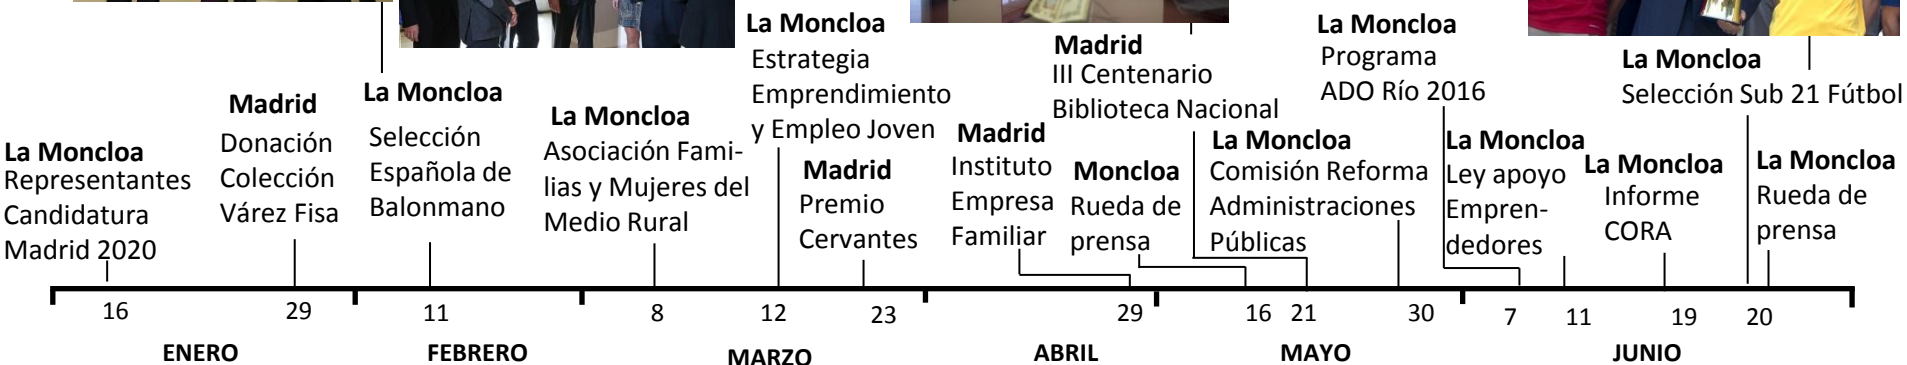 La Moncloa
Representantes
Candidatura
Madrid 2020
Madrid
Donación
Colección
Várez Fisa
La Moncloa
Selección
Española de
Balonmano
La Moncloa
Asociación Fami-
lias y Mujeres del
Medio Rural
La Moncloa
Estrategia
Emprendimiento
y Empleo Joven
Madrid
Premio
Cervantes
Madrid
Instituto
Empresa
Familiar
Madrid
III Centenario
Biblioteca Nacional
Moncloa
Rueda de
prensa
La Moncloa
Comisión Reforma
Administraciones
Públicas
La Moncloa
Programa
ADO Río 2016
La Moncloa
Ley apoyo
Empren-
dedores
La Moncloa
Informe
CORA
La Moncloa
Selección Sub 21 Fútbol
La Moncloa
Rueda de
prensa
16 29 11 8 12 23 29 16 21 30 7 11 19 20
ENERO FEBRERO MARZO ABRIL MAYO JUNIO